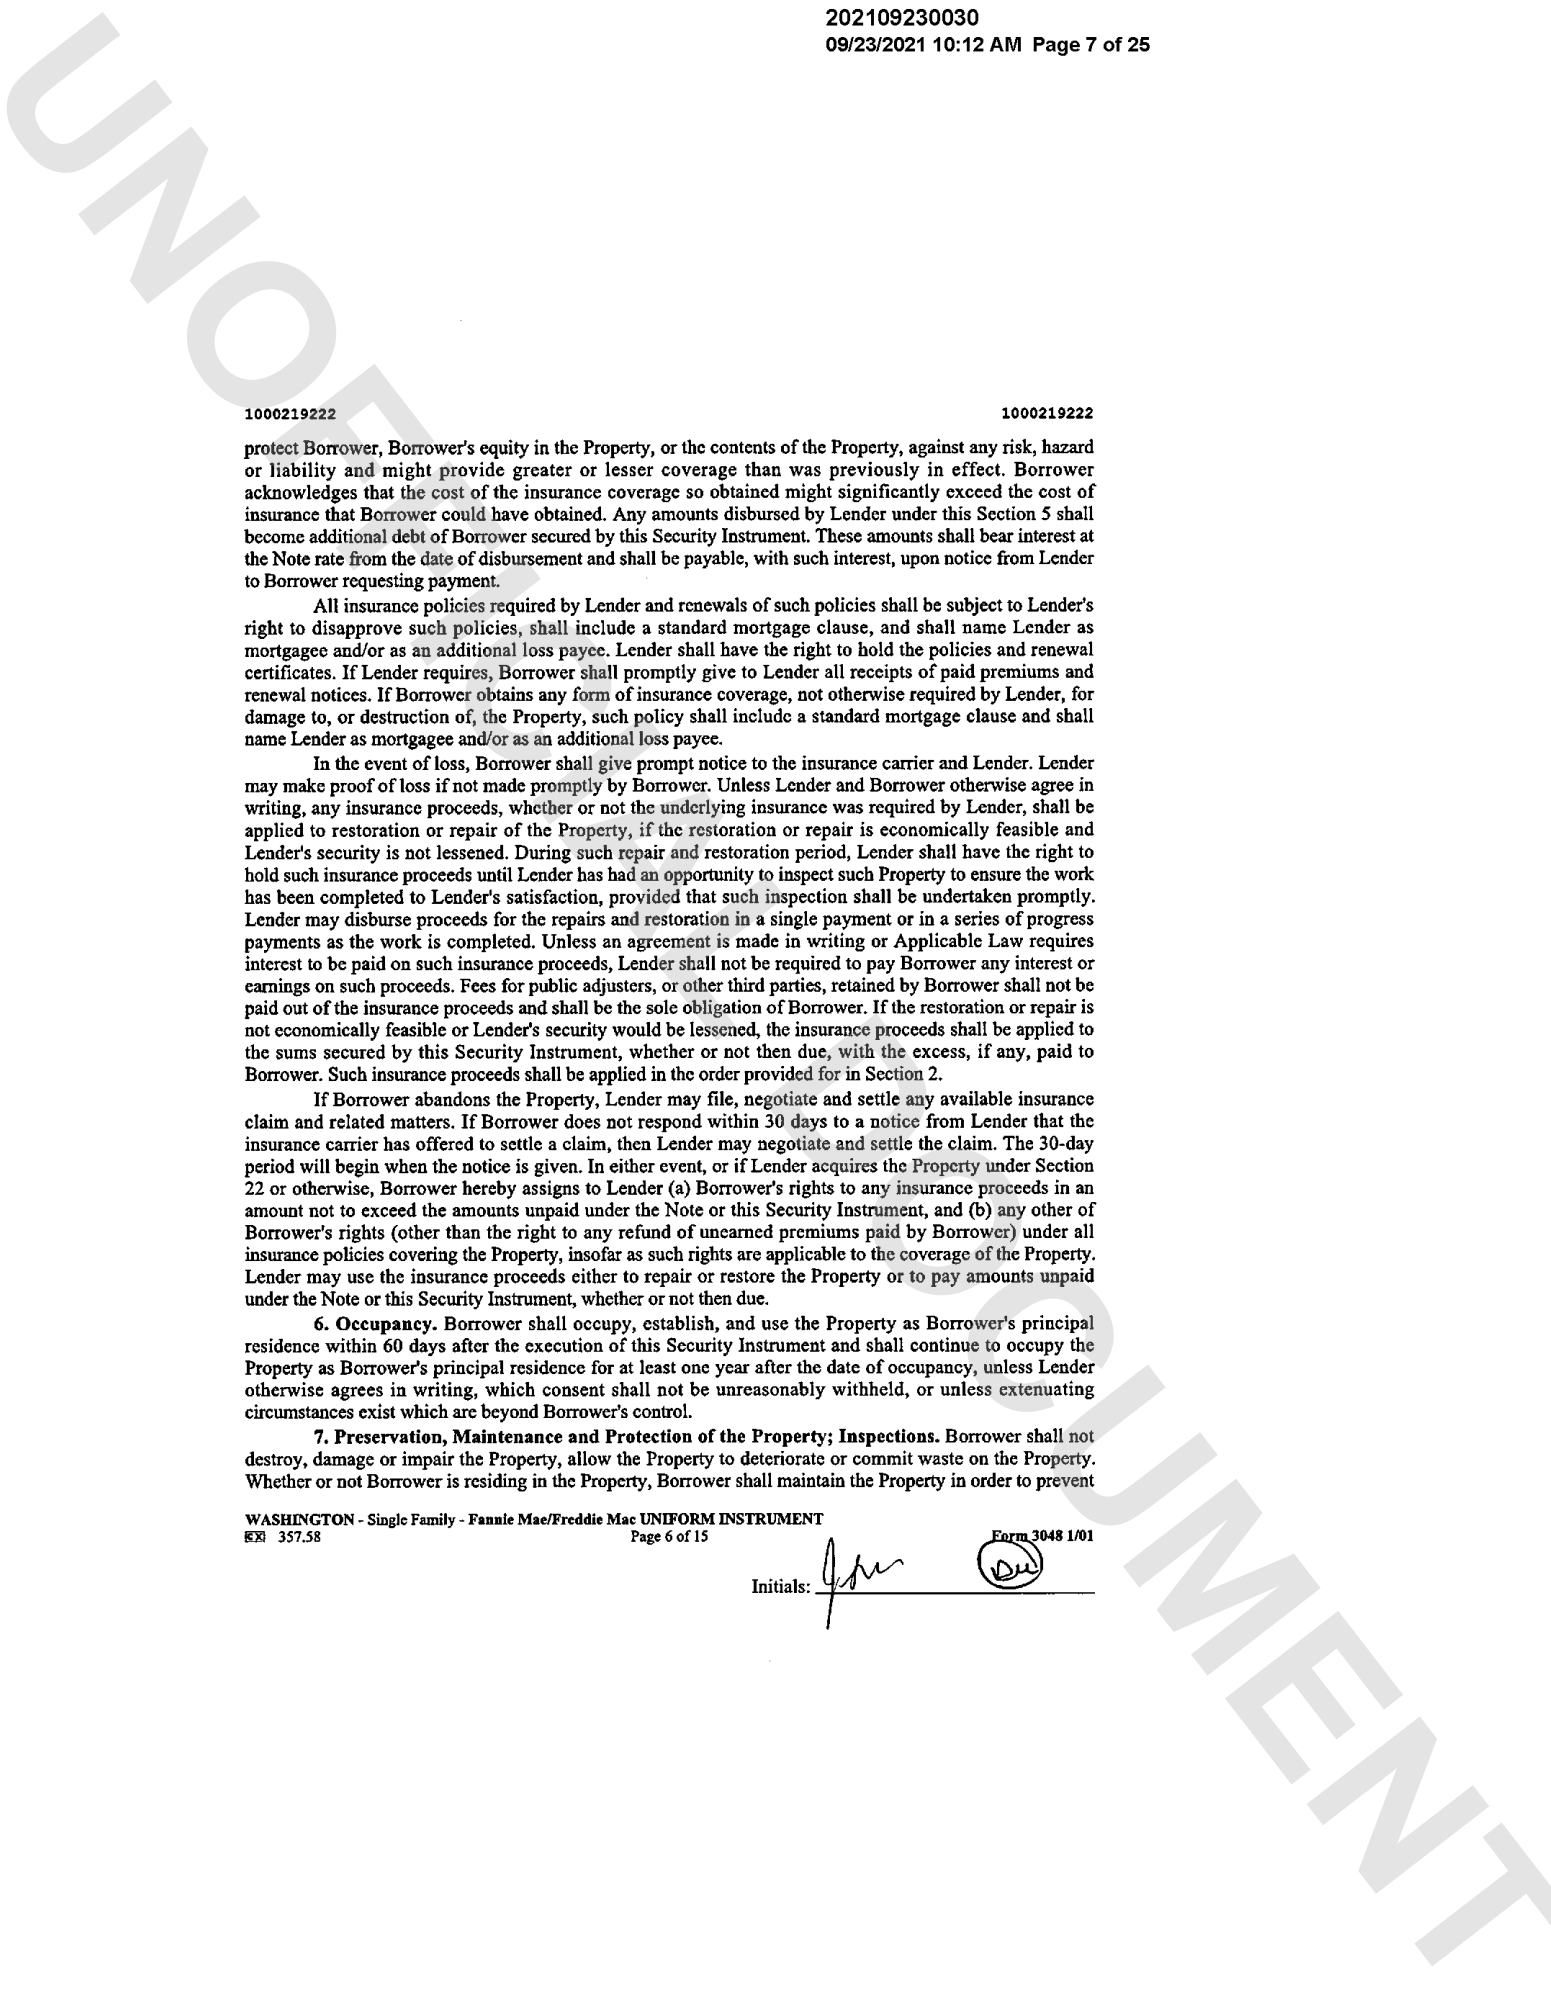 202109230030
09/23/2021 10:12 AM Page 7 of 25
UNOFFICIAL DOCUMENT
1000219222 1000219222
protect Borrower, Borrower's equity in the Property, or the contents of the Property, against any risk, hazard
or liability and might provide greater or lesser coverage than was previously in effect. Borrower
acknowledges that the cost of the insurance coverage so obtained might significantly exceed the cost of
insurance that Borrower could have obtained. Any amounts disbursed by Lender under this Section 5 shall
become additional debt of Borrower secured by this Security Instrument. These amounts shall bear interest at
the Note rate from the date of disbursement and shall be payable, with such interest, upon notice from Lender
to Borrower requesting payment.
All insurance policies required by Lender and renewals of such policies shall be subject to Lender's
right to disapprove such policies, shall include a standard mortgage clause, and shall name Lender as
mortgagee and/or as an additional loss payee. Lender shall have the right to hold the policies and renewal
certificates. If Lender requires, Borrower shall promptly give to Lender all receipts of paid premiums and
renewal notices. If Borrower obtains any form of insurance coverage, not otherwise required by Lender, for
damage to, or destruction of, the Property, such policy shall include a standard mortgage clause and shall
name Lender as mortgagee and/or as an additional loss payee.
In the event of loss, Borrower shall give prompt notice to the insurance carrier and Lender. Lender
may make proof of loss if not made promptly by Borrower. Unless Lender and Borrower otherwise agree in
writing, any insurance proceeds, whether or not the underlying insurance was required by Lender, shall be
applied to restoration or repair of the Property, if the restoration or repair is economically feasible and
Lender's security is not lessened. During such repair and restoration period, Lender shall have the right to
hold such insurance proceeds until Lender has had an opportunity to inspect such Property to ensure the work
has been completed to Lender's satisfaction, provided that such inspection shall be undertaken promptly.
Lender may disburse proceeds for the repairs and restoration in a single payment or in a series of progress
payments as the work is completed. Unless an agreement is made in writing or Applicable Law requires
interest to be paid on such insurance proceeds, Lender shall not be required to pay Borrower any interest or
earnings on such proceeds. Fees for public adjusters, or other third parties, retained by Borrower shall not be
paid out of the insurance proceeds and shall be the sole obligation of Borrower. If the restoration or repair is
not economically feasible or Lender's security would be lessened, the insurance proceeds shall be applied to
the sums secured by this Security Instrument, whether or not then due, with the excess, if any, paid to
Borrower. Such insurance proceeds shall be applied in the order provided for in Section 2.
If Borrower abandons the Property, Lender may file, negotiate and settle any available insurance
claim and related matters. If Borrower does not respond within 30 days to a notice from Lender that the
insurance carrier has offered to settle a claim, then Lender may negotiate and settle the claim. The 30-day
period will begin when the notice is given. In either event, or if Lender acquires the Property under Section
22 or otherwise, Borrower hereby assigns to Lender (a) Borrower's rights to any insurance proceeds in an
amount not to exceed the amounts unpaid under the Note or this Security Instrument, and (b) any other of
Borrower's rights (other than the right to any refund of unearned premiums paid by Borrower) under all
insurance policies covering the Property, insofar as such rights are applicable to the coverage of the Property.
Lender may use the insurance proceeds either to repair or restore the Property or to pay amounts unpaid
under the Note or this Security Instrument, whether or not then due.
6. Occupancy. Borrower shall occupy, establish, and use the Property as Borrower's principal
residence within 60 days after the execution of this Security Instrument and shall continue to occupy the
Property as Borrower's principal residence for at least one year after the date of occupancy, unless Lender
otherwise agrees in writing, which consent shall not be unreasonably withheld, or unless extenuating
circumstances exist which are beyond Borrower's control.
7. Preservation, Maintenance and Protection of the Property; Inspections. Borrower shall not
destroy, damage or impair the Property, allow the Property to deteriorate or commit waste on the Property.
Whether or not Borrower is residing in the Property, Borrower shall maintain the Property in order to prevent
WASHINGTON - Single Family - Fannie Mae/Freddie Mac UNIFORM INSTRUMENT
357.58 Page 6 of 15 Form 3048 1/01
Initials: